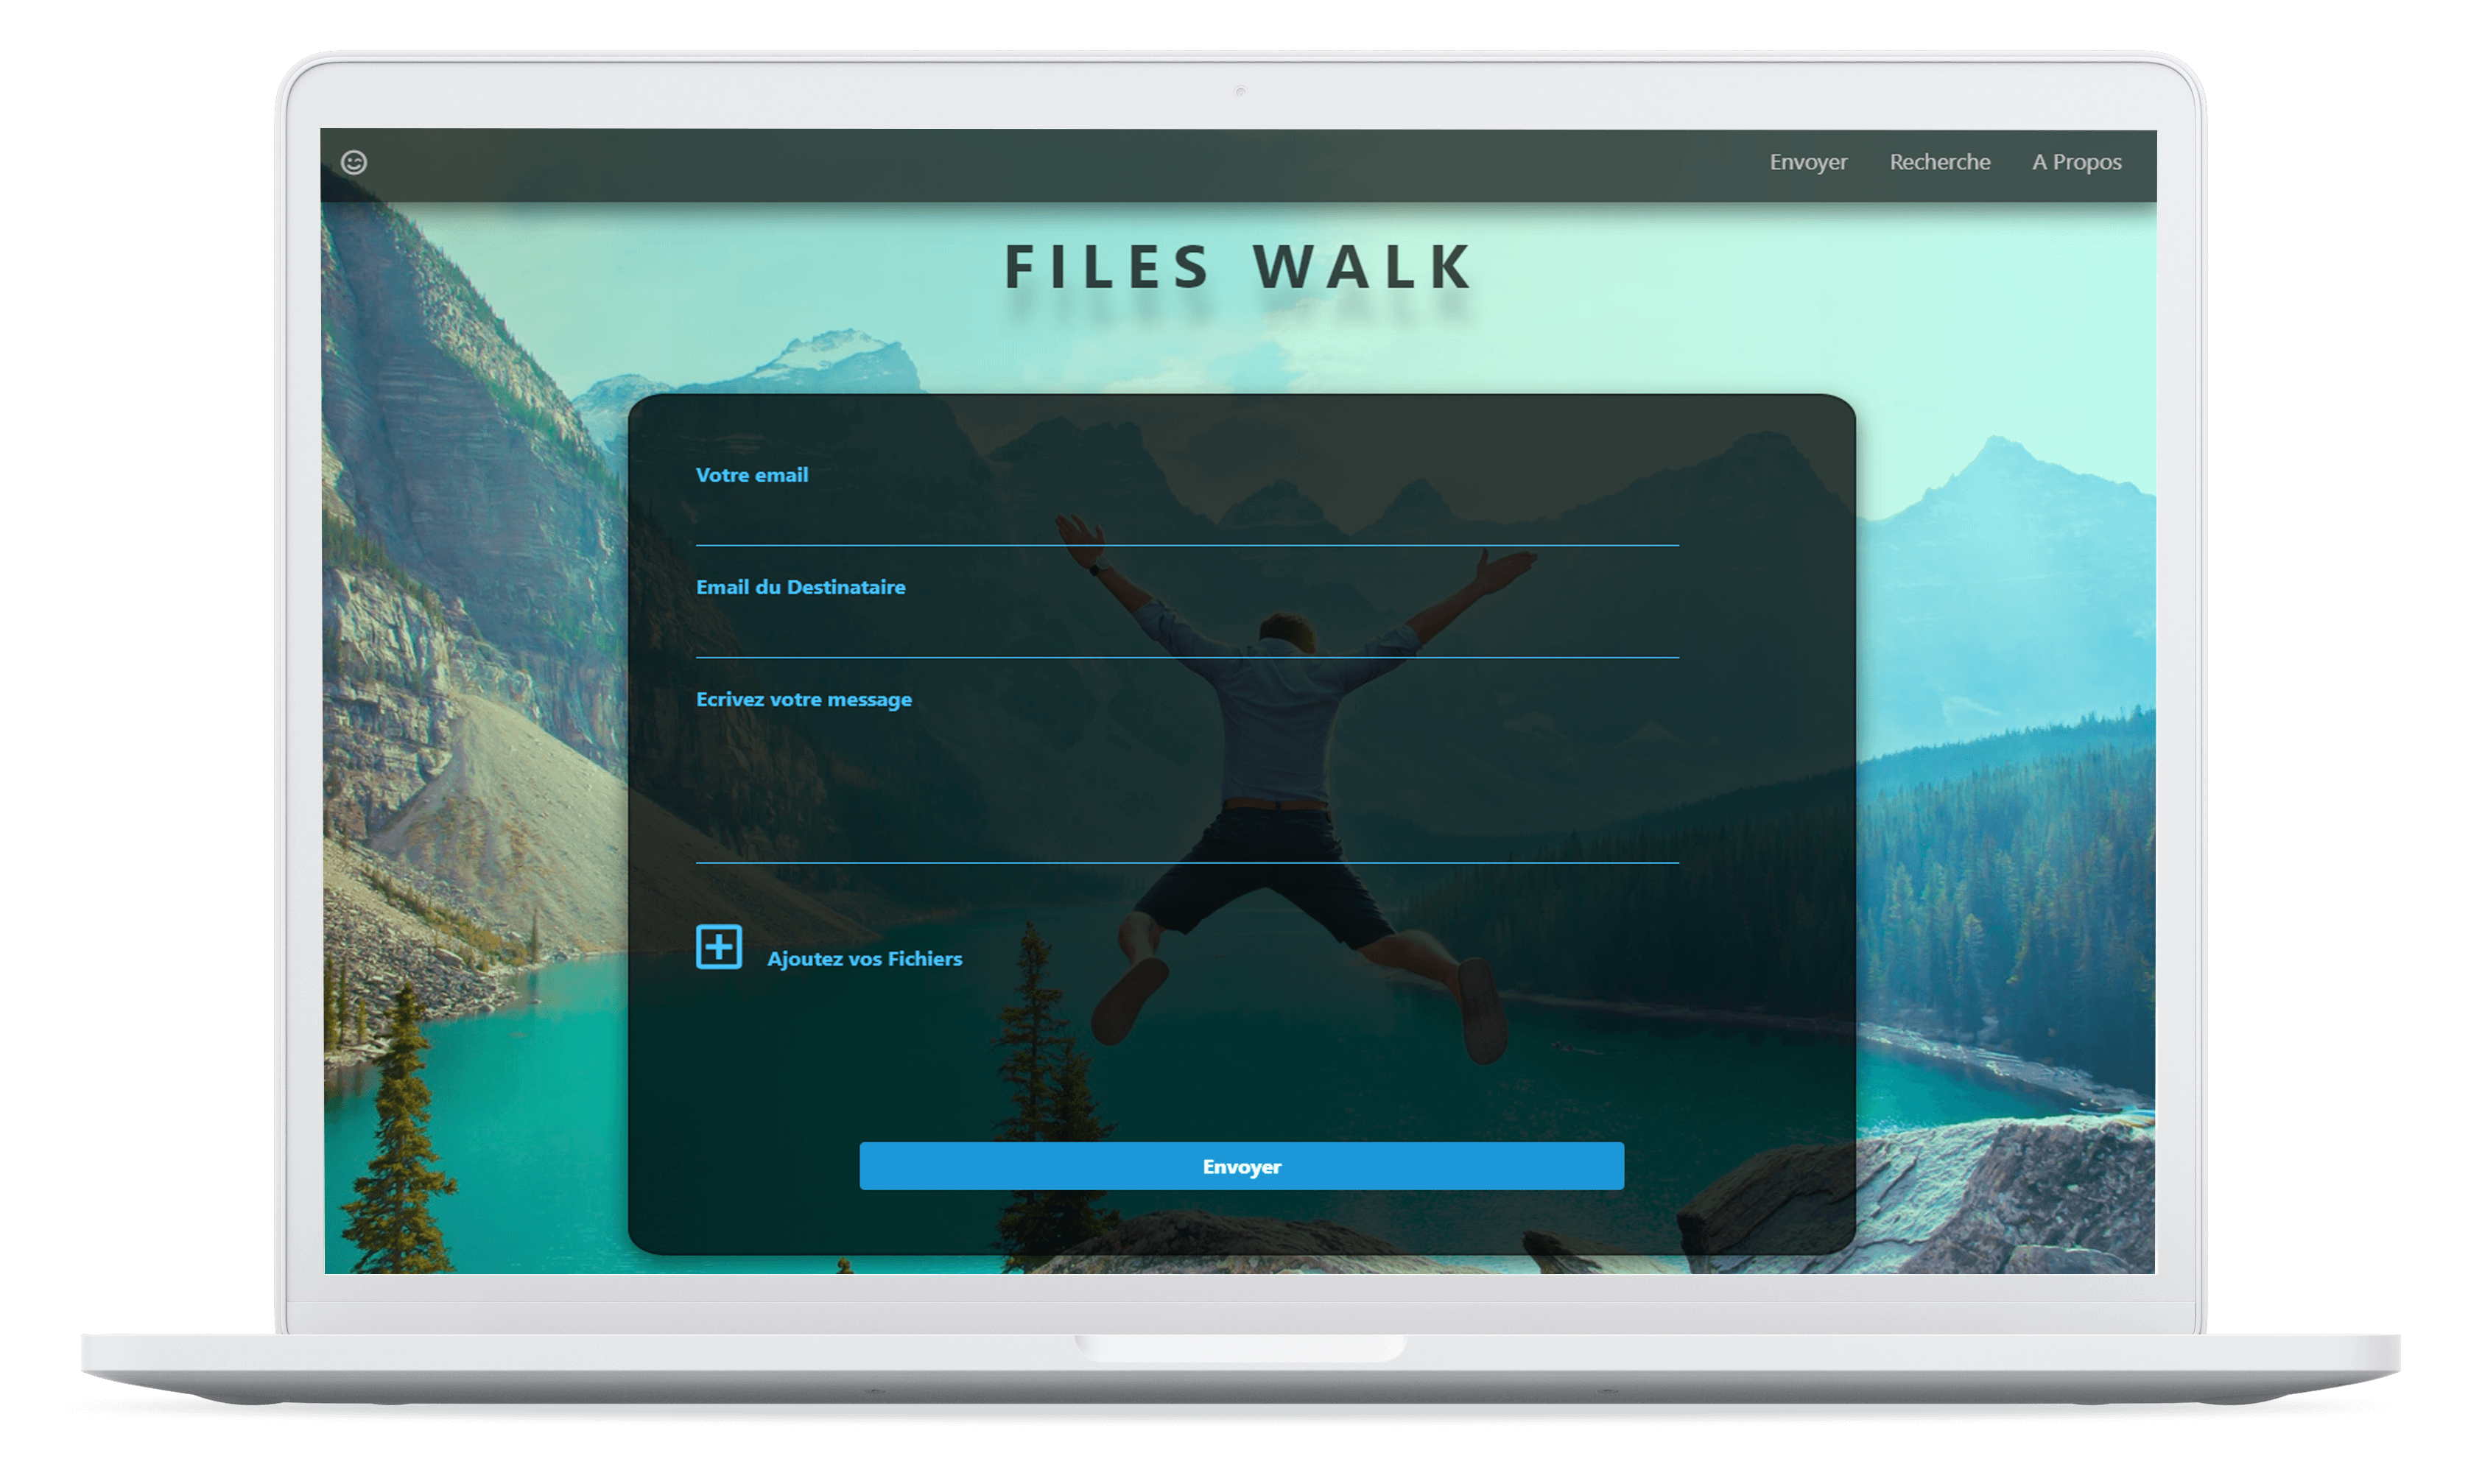 Envoyer Recherche A Propos
FILES WALK
Votre email
Email du Destinataire
Ecrivez votre message
Ajoutez vos Fichiers
Envoyer